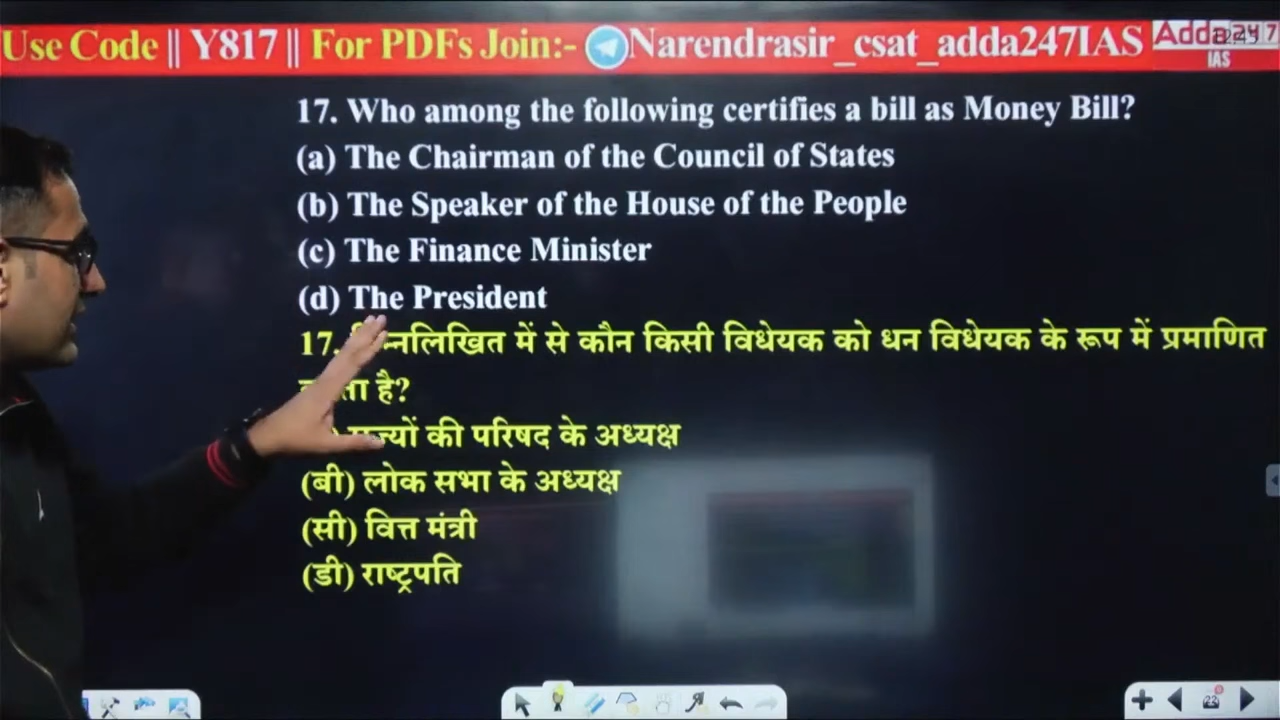 Use Code || Y817 || For PDFs Join:- Narendrasir_csat_adda247IAS Adda247
IAS
17. Who among the following certifies a bill as Money Bill?
(a) The Chairman of the Council of States
(b) The Speaker of the House of the People
(c) The Finance Minister
(d) The President
17. में से कौन किसी विधेयक को धन विधेयक के रूप में प्रमाणित
है?
की परिषद के अध्यक्ष
(बी) लोक सभा के अध्यक्ष
(सी) वित्त मंत्री
(डी) राष्ट्रपति
22